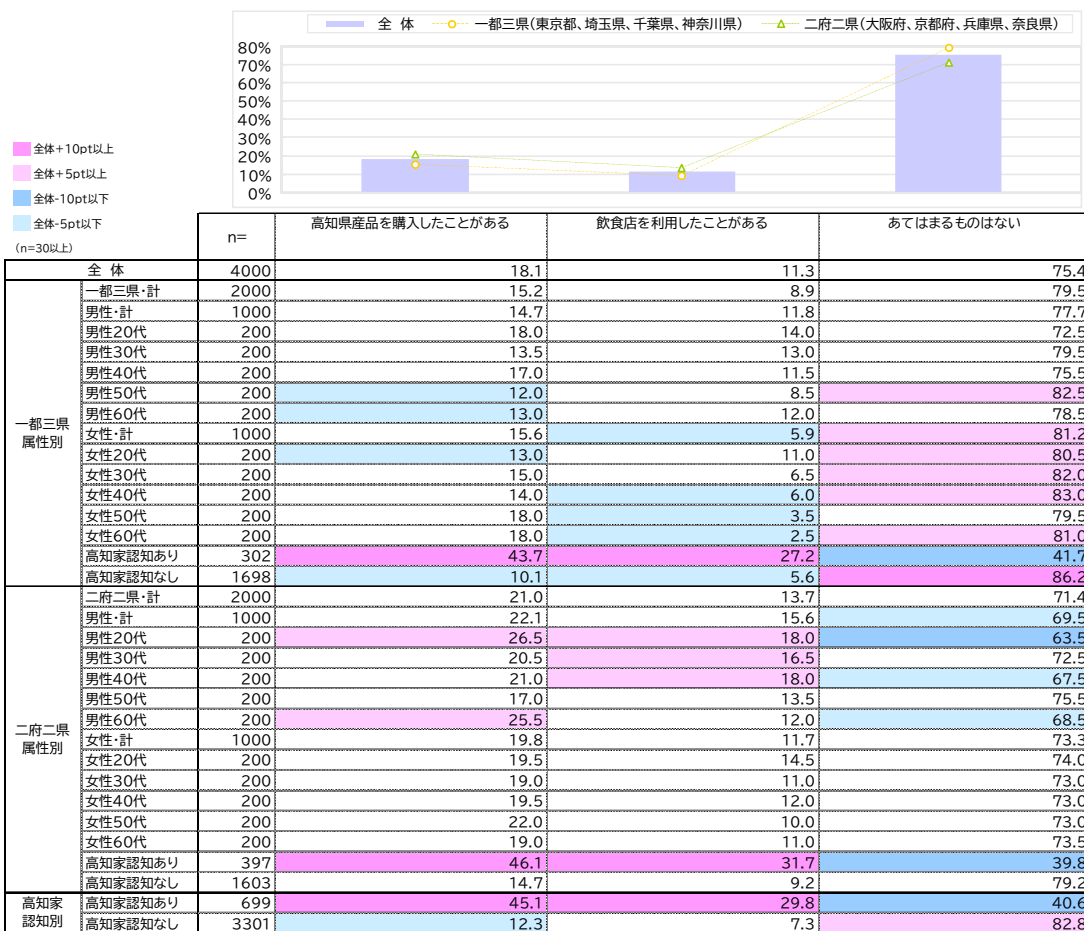 全 体 一都三県(東京都、埼玉県、千葉県、神奈川県) 二府二県(大阪府、京都府、兵庫県、奈良県)
80%
70%
60%
50%
40%
30%
20%
10%
0%
全体+10pt以上
全体+5pt以上
全体-10pt以下
全体-5pt以下
(n=30以上)
n= 高知県産品を購入したことがある 飲食店を利用したことがある あてはまるものはない
全 体 4000 18.1 11.3 75.4
一都三県属性別
一都三県・計 2000 15.2 8.9 79.5
男性・計 1000 14.7 11.8 77.7
男性20代 200 18.0 14.0 72.5
男性30代 200 13.5 13.0 79.5
男性40代 200 17.0 11.5 75.5
男性50代 200 12.0 8.5 82.5
男性60代 200 13.0 12.0 78.5
女性・計 1000 15.6 5.9 81.2
女性20代 200 13.0 11.0 80.5
女性30代 200 15.0 6.5 82.0
女性40代 200 14.0 6.0 83.0
女性50代 200 18.0 3.5 79.5
女性60代 200 18.0 2.5 81.0
高知家認知あり 302 43.7 27.2 41.7
高知家認知なし 1698 10.1 5.6 86.2
二府二県属性別
二府二県・計 2000 21.0 13.7 71.4
男性・計 1000 22.1 15.6 69.5
男性20代 200 26.5 18.0 63.5
男性30代 200 20.5 16.5 72.5
男性40代 200 21.0 18.0 67.5
男性50代 200 17.0 13.5 75.5
男性60代 200 25.5 12.0 68.5
女性・計 1000 19.8 11.7 73.3
女性20代 200 19.5 14.5 74.0
女性30代 200 19.0 11.0 73.0
女性40代 200 19.5 12.0 73.0
女性50代 200 22.0 10.0 73.0
女性60代 200 19.0 11.0 73.5
高知家認知あり 397 46.1 31.7 39.8
高知家認知なし 1603 14.7 9.2 79.2
高知家認知別
高知家認知あり 699 45.1 29.8 40.6
高知家認知なし 3301 12.3 7.3 82.8